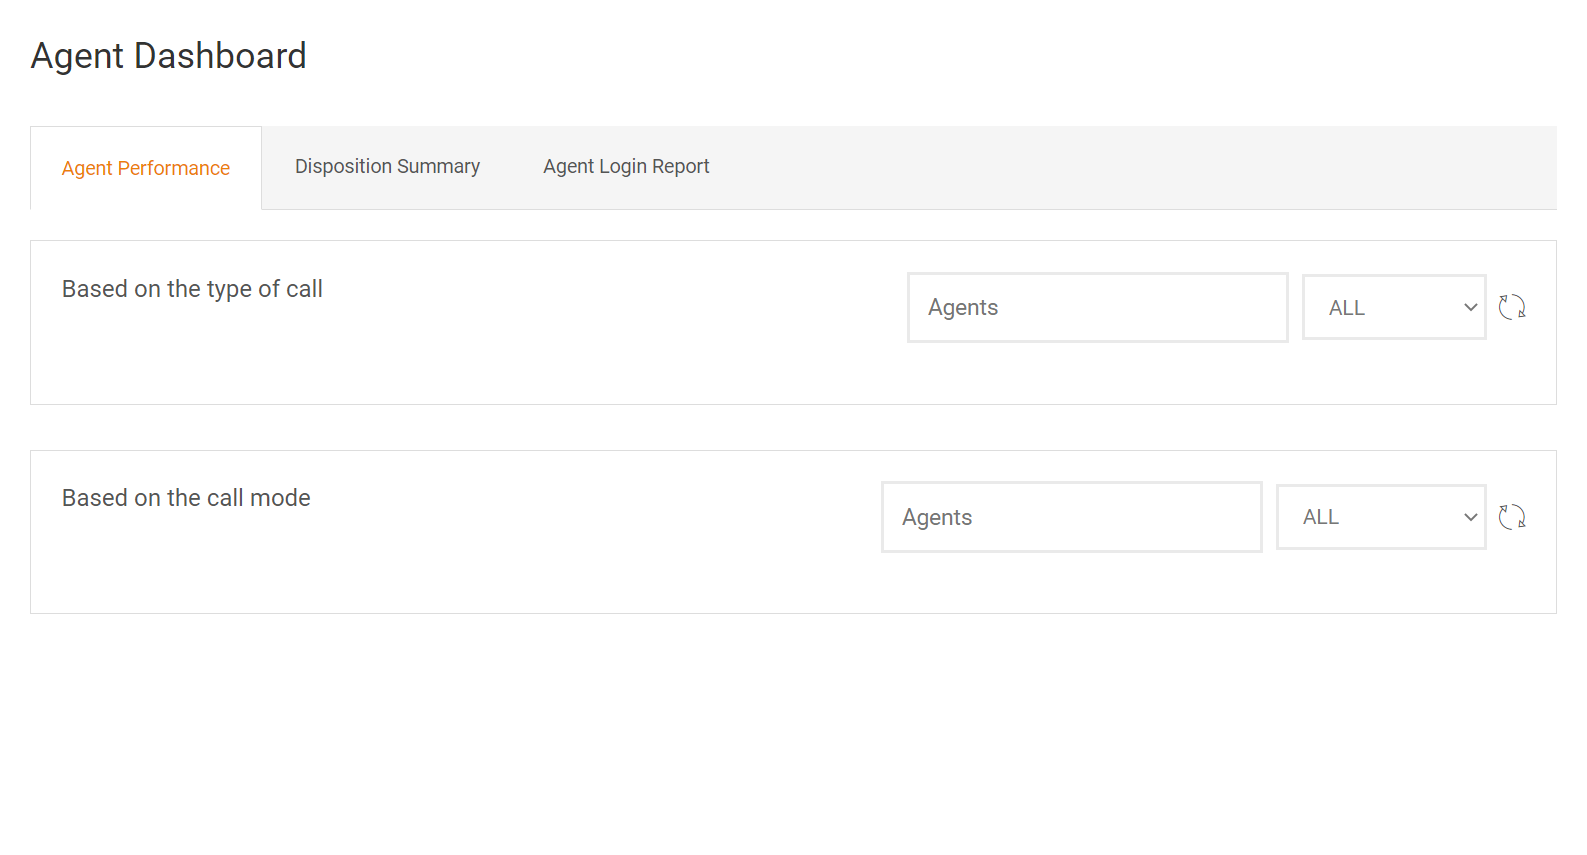 Agent Dashboard
Agent Performance Disposition Summary Agent Login Report
Based on the type of call Agents ALL
Based on the call mode Agents ALL